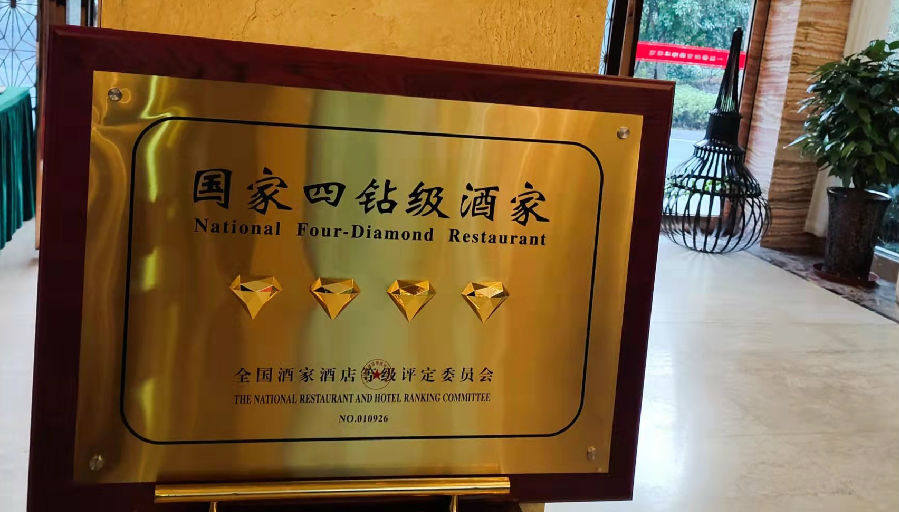 国家四钻级酒家
National Four-Diamond Restaurant
全国酒家酒店等级评定委员会
THE NATIONAL RESTAURANT AND HOTEL RANKING COMMITTEE
NO.010926